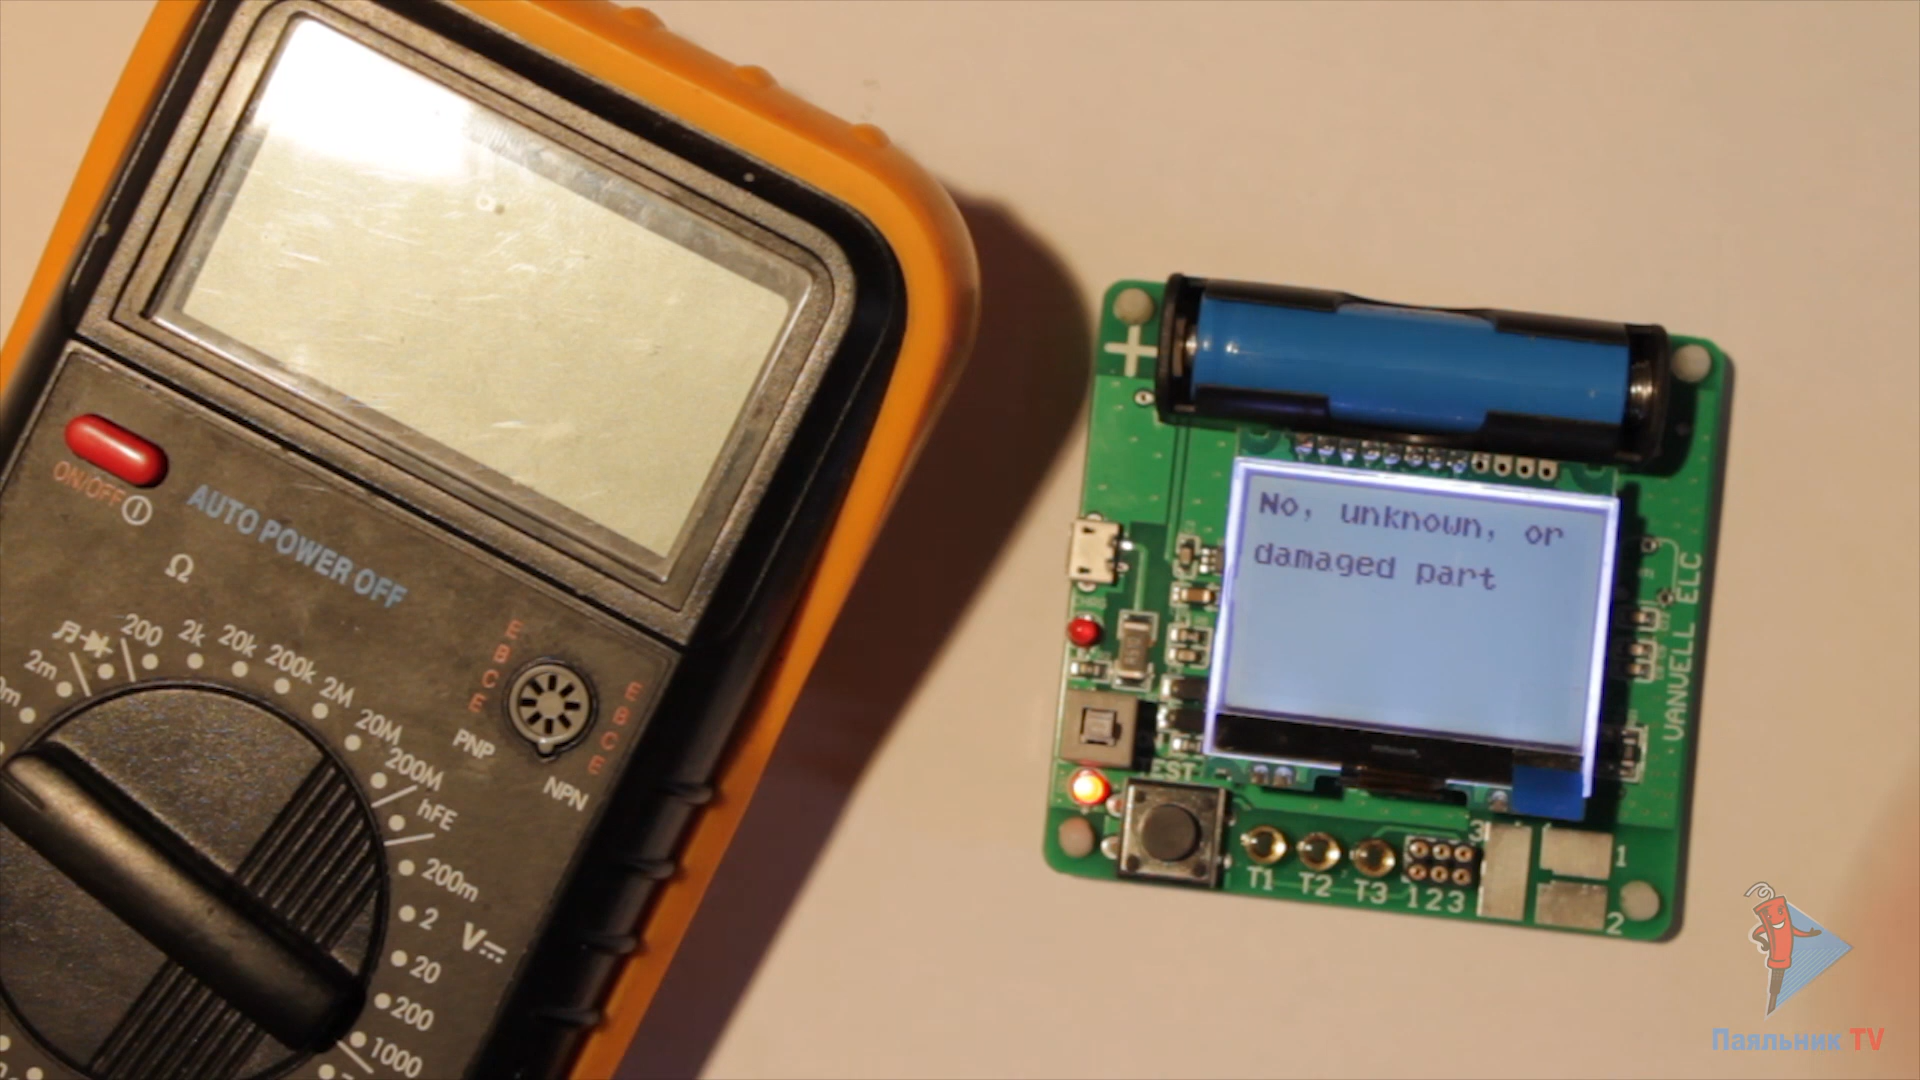 ON/OFF
AUTO POWER OFF
Ω
2m
200
2k
20k
200k
2M
20M
200M
hFE
200m
2
V
20
200
1000
E
B
C
E
PNP
E
B
C
E
NPN
No, unknown, or
damaged part
VANVELL ELC
EST
T1 T2 T3 123
3
1
2
Паяльник TV